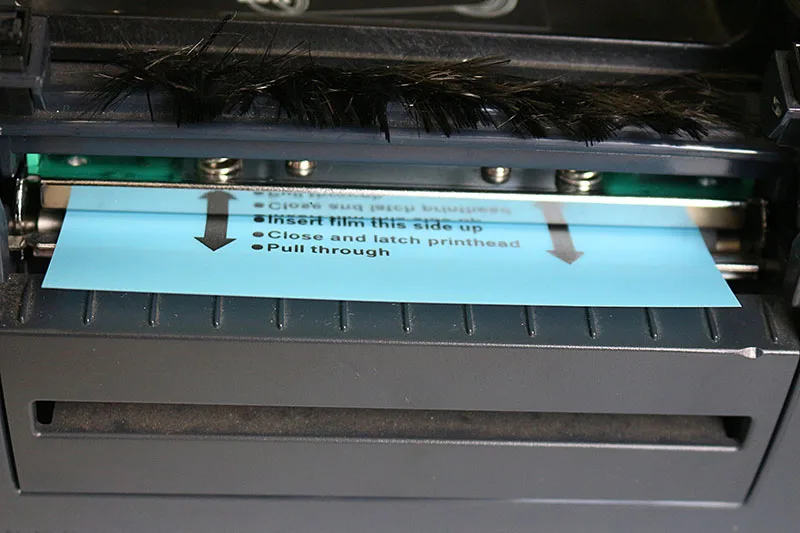 ●Insert film this side up
●Close and latch printhead
●Pull through